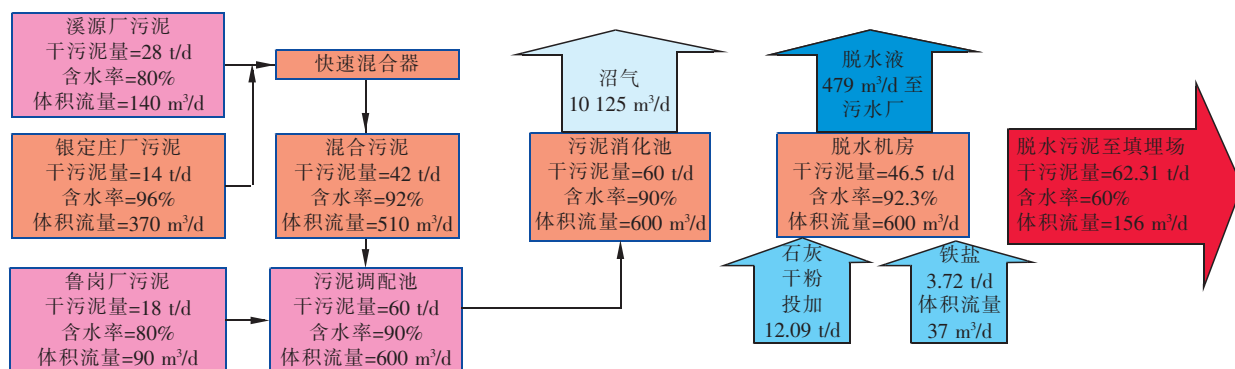 溪源厂污泥
干污泥量=28 t/d
含水率=80%
体积流量=140 m³/d
快速混合器
银定庄厂污泥
干污泥量=14 t/d
含水率=96%
体积流量=370 m³/d
混合污泥
干污泥量=42 t/d
含水率=92%
体积流量=510 m³/d
鲁岗厂污泥
干污泥量=18 t/d
含水率=80%
体积流量=90 m³/d
污泥调配池
干污泥量=60 t/d
含水率=90%
体积流量=600 m³/d
沼气
10 125 m³/d
污泥消化池
干污泥量=60 t/d
含水率=90%
体积流量=600 m³/d
脱水液
479 m³/d 至
污水厂
脱水机房
干污泥量=46.5 t/d
含水率=92.3%
体积流量=600 m³/d
石灰
干粉
投加
12.09 t/d
铁盐
3.72 t/d
体积流量
37 m³/d
脱水污泥至填埋场
干污泥量=62.31 t/d
含水率=60%
体积流量=156 m³/d